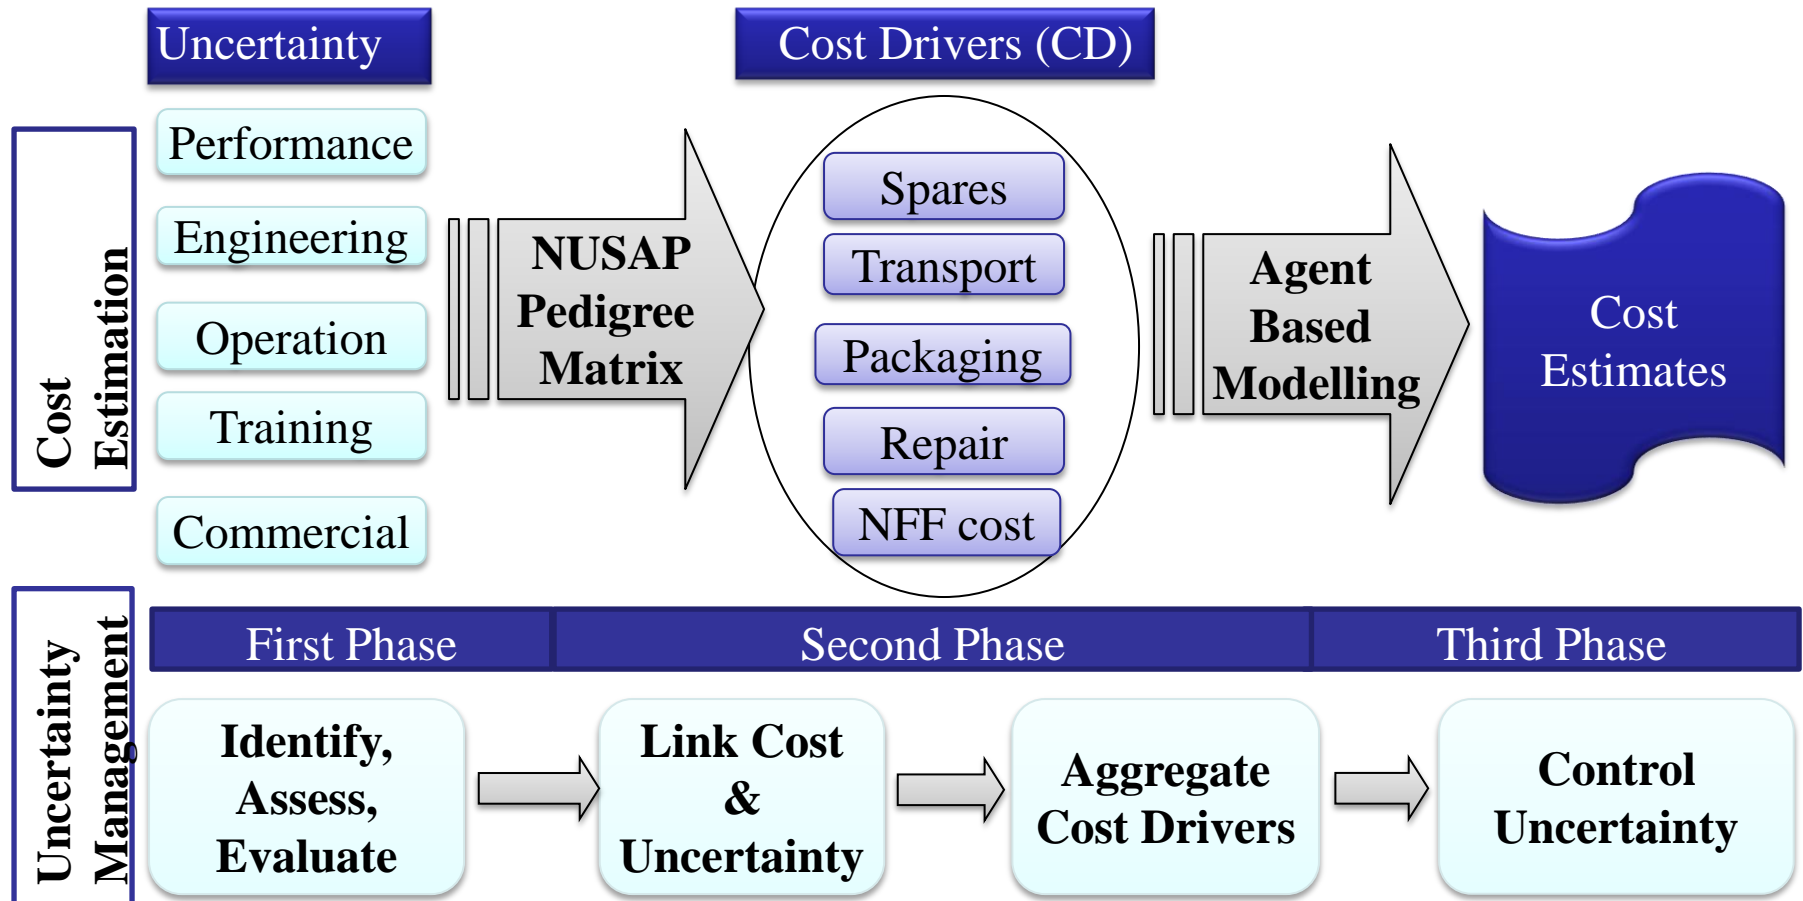 Uncertainty
Cost Drivers (CD)
Cost
Estimation
Performance
Engineering
Operation
Training
Commercial
NUSAP
Pedigree
Matrix
Spares
Transport
Packaging
Repair
NFF cost
Agent
Based
Modelling
Cost
Estimates
Uncertainty
Management
First Phase
Second Phase
Third Phase
Identify,
Assess,
Evaluate
Link Cost
&
Uncertainty
Aggregate
Cost Drivers
Control
Uncertainty